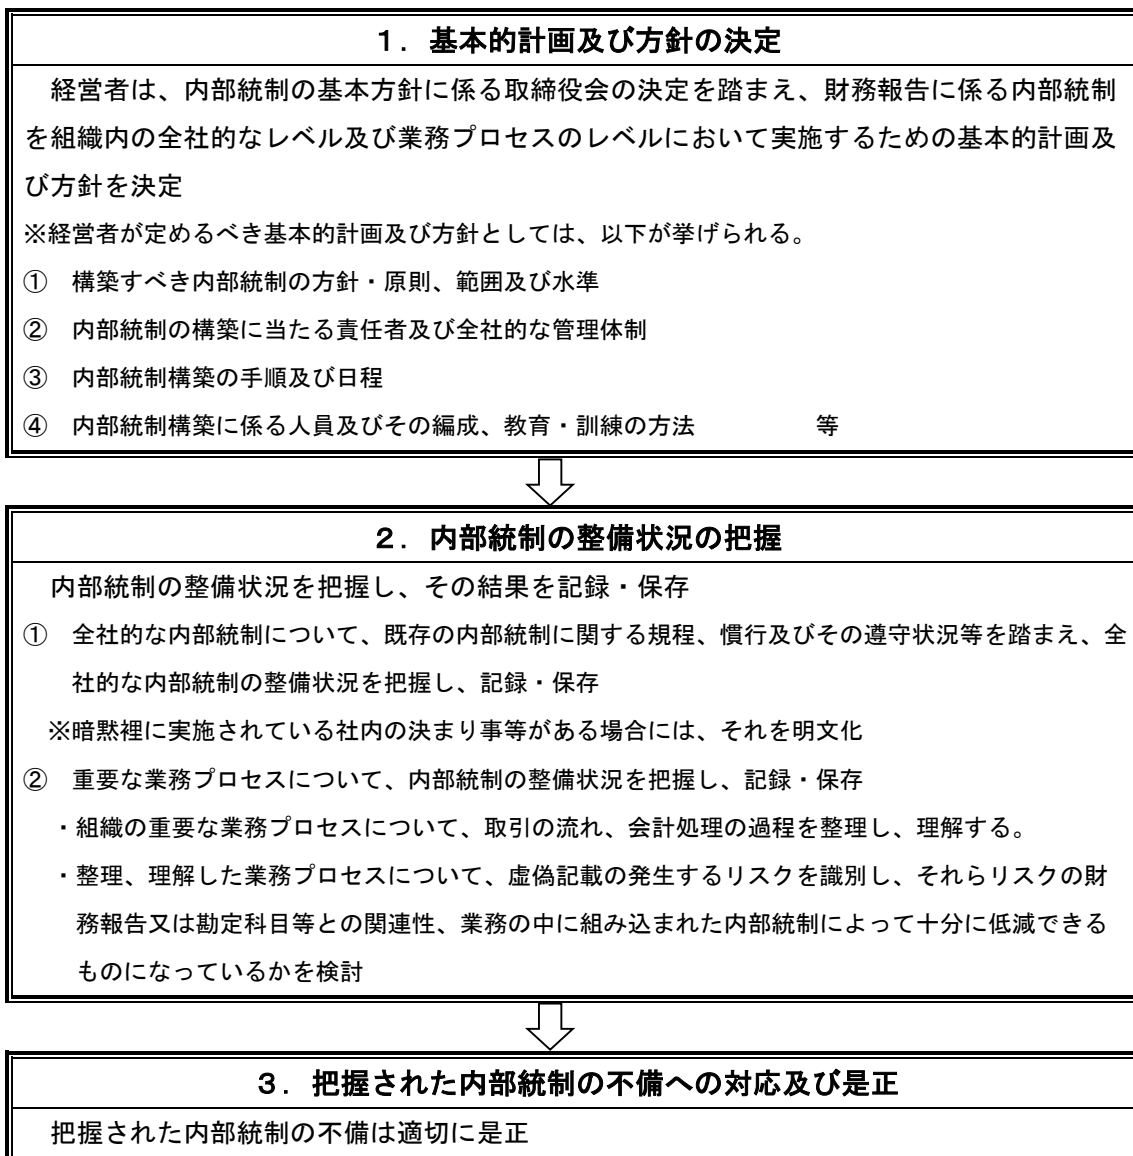 １．基本的計画及び方針の決定
経営者は、内部統制の基本方針に係る取締役会の決定を踏まえ、財務報告に係る内部統制
を組織内の全社的なレベル及び業務プロセスのレベルにおいて実施するための基本的計画及
び方針を決定
※経営者が定めるべき基本的計画及び方針としては、以下が挙げられる。
①　構築すべき内部統制の方針・原則、範囲及び水準
②　内部統制の構築に当たる責任者及び全社的な管理体制
③　内部統制構築の手順及び日程
④　内部統制構築に係る人員及びその編成、教育・訓練の方法　　　　　等
２．内部統制の整備状況の把握
内部統制の整備状況を把握し、その結果を記録・保存
①　全社的な内部統制について、既存の内部統制に関する規程、慣行及びその遵守状況等を踏まえ、全
社的な内部統制の整備状況を把握し、記録・保存
※暗黙裡に実施されている社内の決まり事等がある場合には、それを明文化
②　重要な業務プロセスについて、内部統制の整備状況を把握し、記録・保存
・組織の重要な業務プロセスについて、取引の流れ、会計処理の過程を整理し、理解する。
・整理、理解した業務プロセスについて、虚偽記載の発生するリスクを識別し、それらリスクの財
務報告又は勘定科目等との関連性、業務の中に組み込まれた内部統制によって十分に低減できる
ものになっているかを検討
３．把握された内部統制の不備への対応及び是正
把握された内部統制の不備は適切に是正